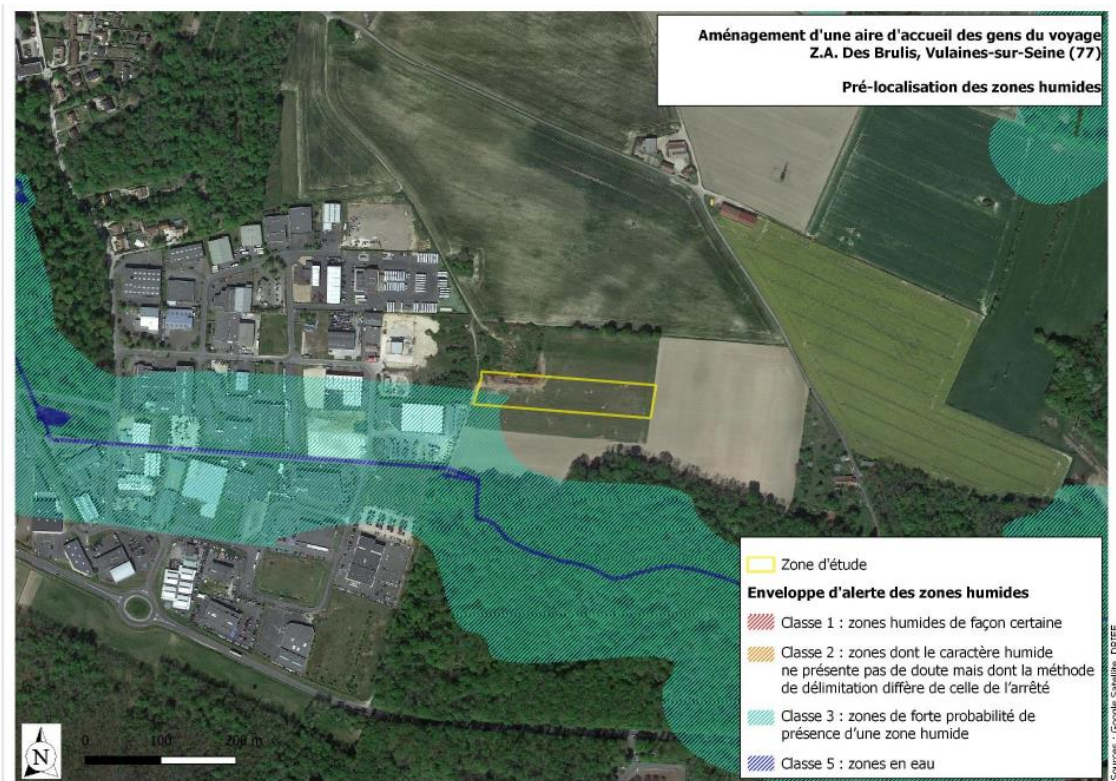 Aménagement d'une aire d'accueil des gens du voyage
Z.A. Des Brulis, Vulaines-sur-Seine (77)
Pré-localisation des zones humides
Zone d'étude
Enveloppe d'alerte des zones humides
Classe 1 : zones humides de façon certaine
Classe 2 : zones dont le caractère humide
ne présente pas de doute mais dont la méthode
de délimitation diffère de celle de l'arrêté
Classe 3 : zones de forte probabilité de
présence d'une zone humide
Classe 5 : zones en eau
N
0 100 200 m
Sources : Google Satellite, DRIEE